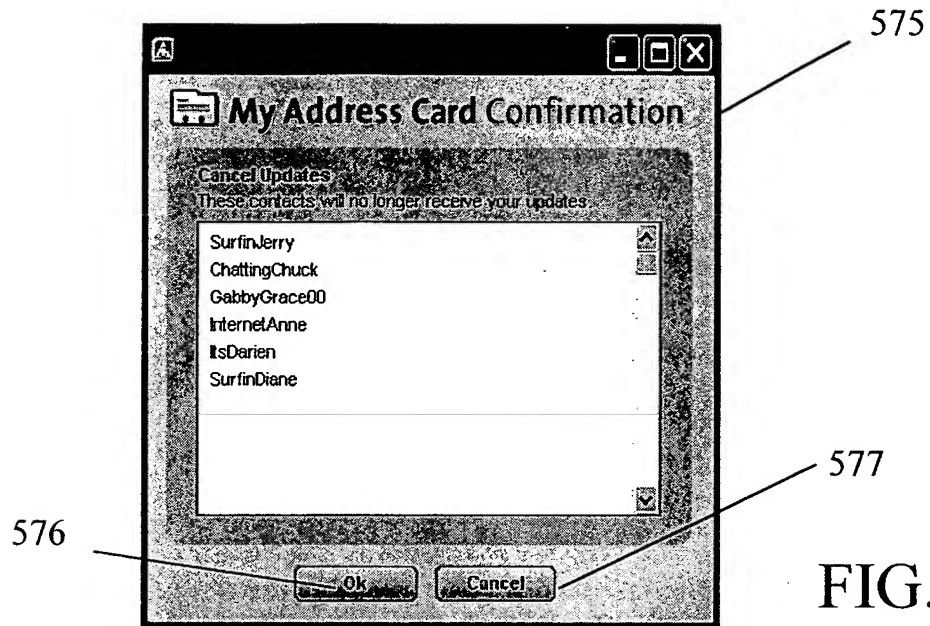 575
My Address Card Confirmation
Cancel Updates
These contacts will no longer receive your updates...
SurfinJerry
ChattingChuck
GabbyGrace00
InternetAnne
ItsDarien
SurfinDiane
577
576
Ok
Cancel
FIG.